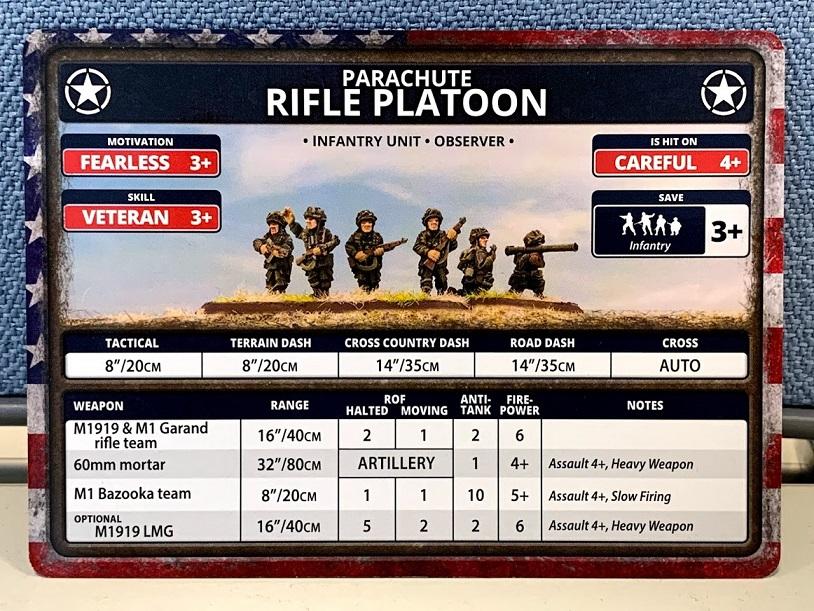 PARACHUTE
RIFLE PLATOON
• INFANTRY UNIT • OBSERVER •
MOTIVATION
FEARLESS 3+
SKILL
VETERAN 3+
IS HIT ON
CAREFUL 4+
SAVE
Infantry 3+
TACTICAL TERRAIN DASH CROSS COUNTRY DASH ROAD DASH CROSS
8"/20CM 8"/20CM 14"/35CM 14"/35CM AUTO
WEAPON RANGE ROF HALTED MOVING ANTI-TANK FIRE-POWER NOTES
M1919 & M1 Garand
rifle team 16"/40CM 2 1 2 6
60mm mortar 32"/80CM ARTILLERY 1 4+ Assault 4+, Heavy Weapon
M1 Bazooka team 8"/20CM 1 1 10 5+ Assault 4+, Slow Firing
OPTIONAL
M1919 LMG 16"/40CM 5 2 2 6 Assault 4+, Heavy Weapon